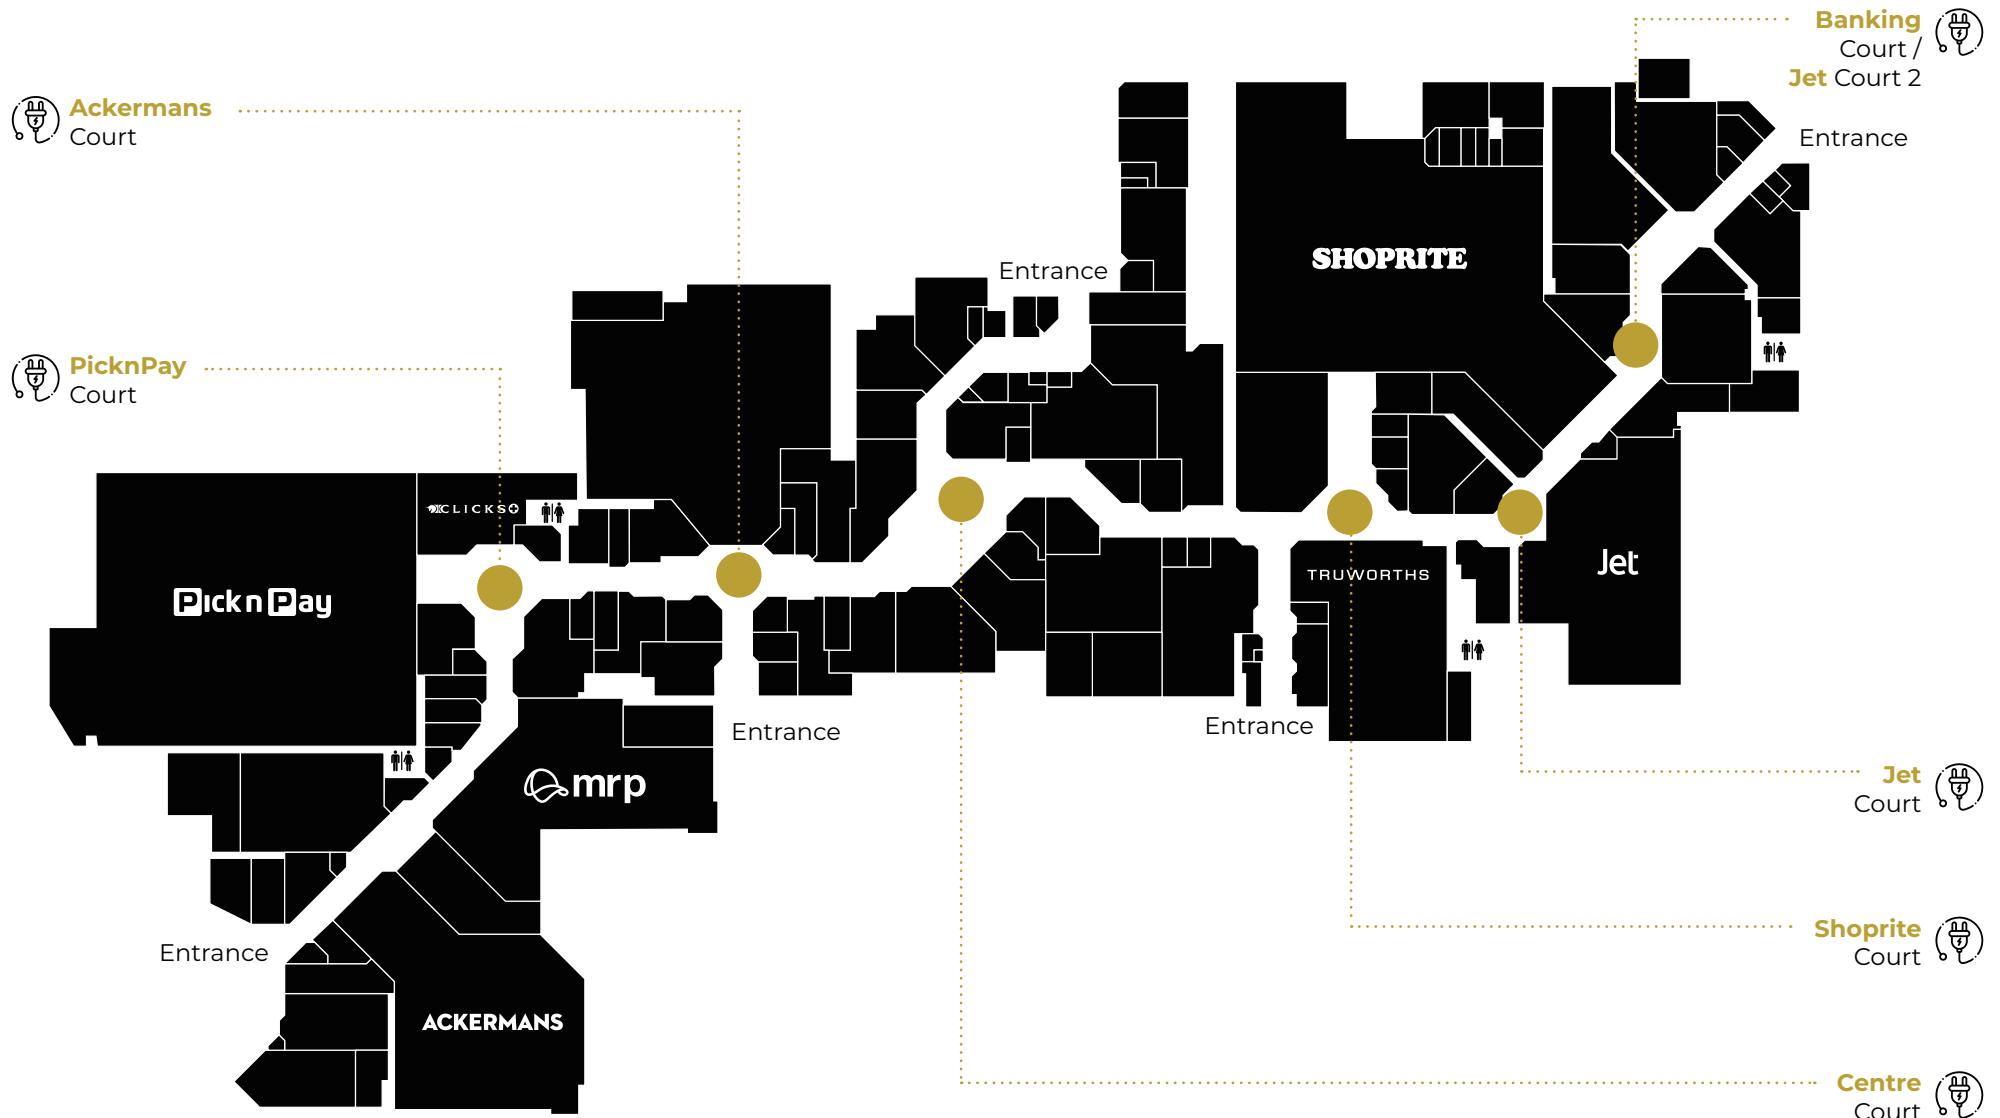 Banking
Court /
Jet Court 2
Ackermans
Court
Entrance
SHOPRITE
Entrance
PicknPay
Court
CLICKS
Pick n Pay
Jet
TRUWORTHS
Entrance
Entrance
mrp
Jet
Court
Shoprite
Court
Entrance
ACKERMANS
Centre
Court